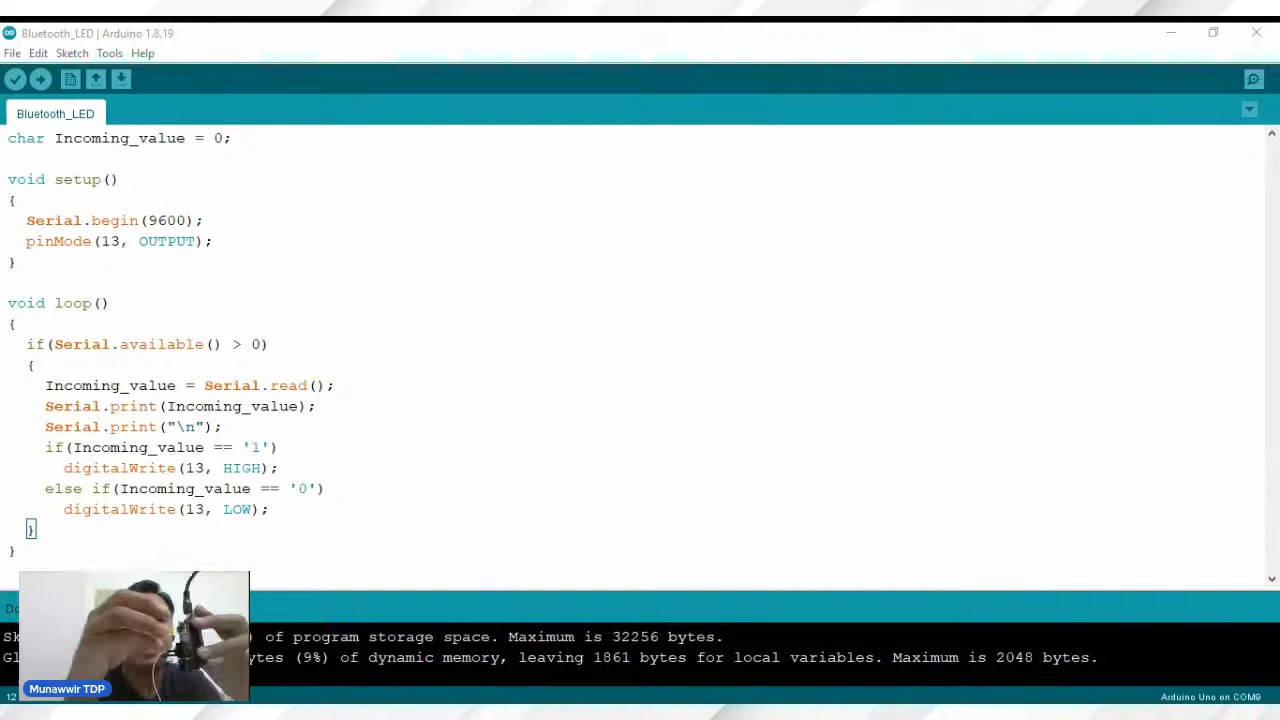 Bluetooth_LED | Arduino 1.8.19
File Edit Sketch Tools Help
Bluetooth_LED
char Incoming_value = 0;
void setup()
{
Serial.begin(9600);
pinMode(13, OUTPUT);
}
void loop()
{
if(Serial.available() > 0)
{
Incoming_value = Serial.read();
Serial.print(Incoming_value);
Serial.print("\n");
if(Incoming_value == '1')
digitalWrite(13, HIGH);
else if(Incoming_value == '0')
digitalWrite(13, LOW);
}
}
) of program storage space. Maximum is 32256 bytes.
(9%) of dynamic memory, leaving 1861 bytes for local variables. Maximum is 2048 bytes.
Munawwir TDP
12
Arduino Uno on COM9